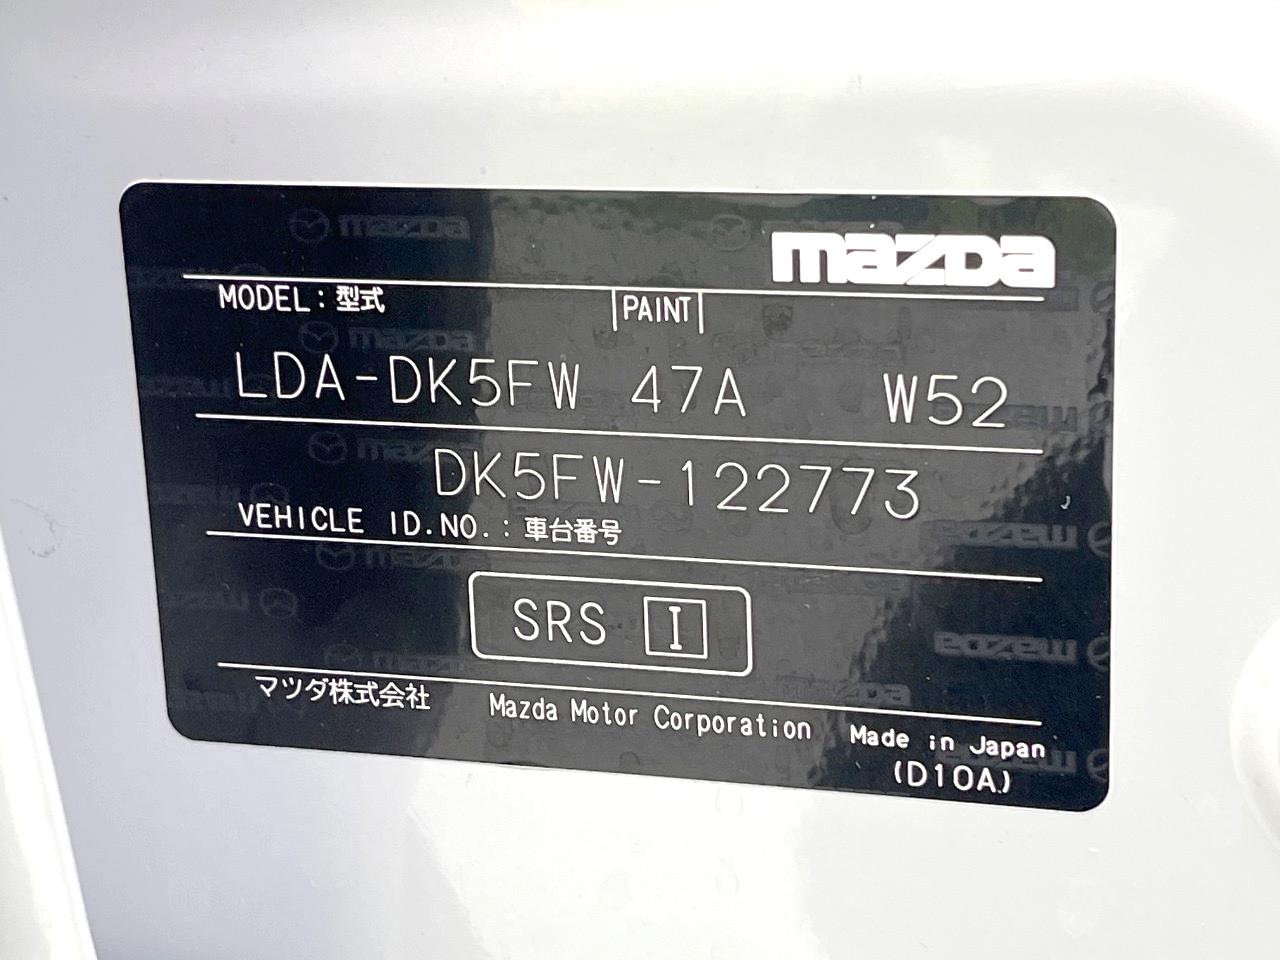 mazda
MODEL：型式 PAINT
LDA-DK5FW 47A W52
DK5FW-122773
VEHICLE ID.NO.：車台番号
SRS I
マツダ株式会社 Mazda Motor Corporation Made in Japan
(D10A)